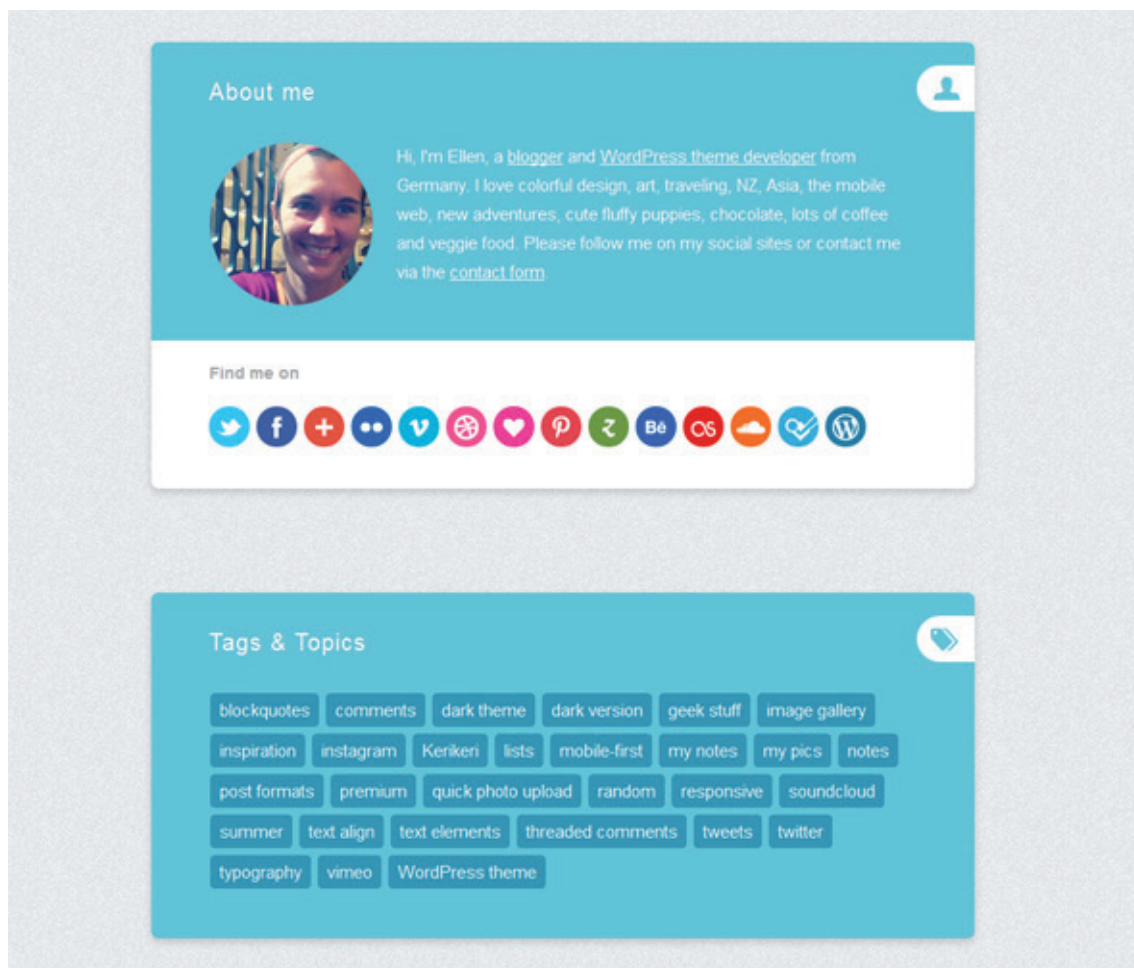 About me
Hi, I'm Ellen, a blogger and WordPress theme developer from
Germany. I love colorful design, art, traveling, NZ, Asia, the mobile
web, new adventures, cute fluffy puppies, chocolate, lots of coffee
and veggie food. Please follow me on my social sites or contact me
via the contact form.
Find me on
Bē
Tags & Topics
blockquotes comments dark theme dark version geek stuff image gallery
inspiration instagram Kerikeri lists mobile-first my notes my pics notes
post formats premium quick photo upload random responsive soundcloud
summer text align text elements threaded comments tweets twitter
typography vimeo WordPress theme